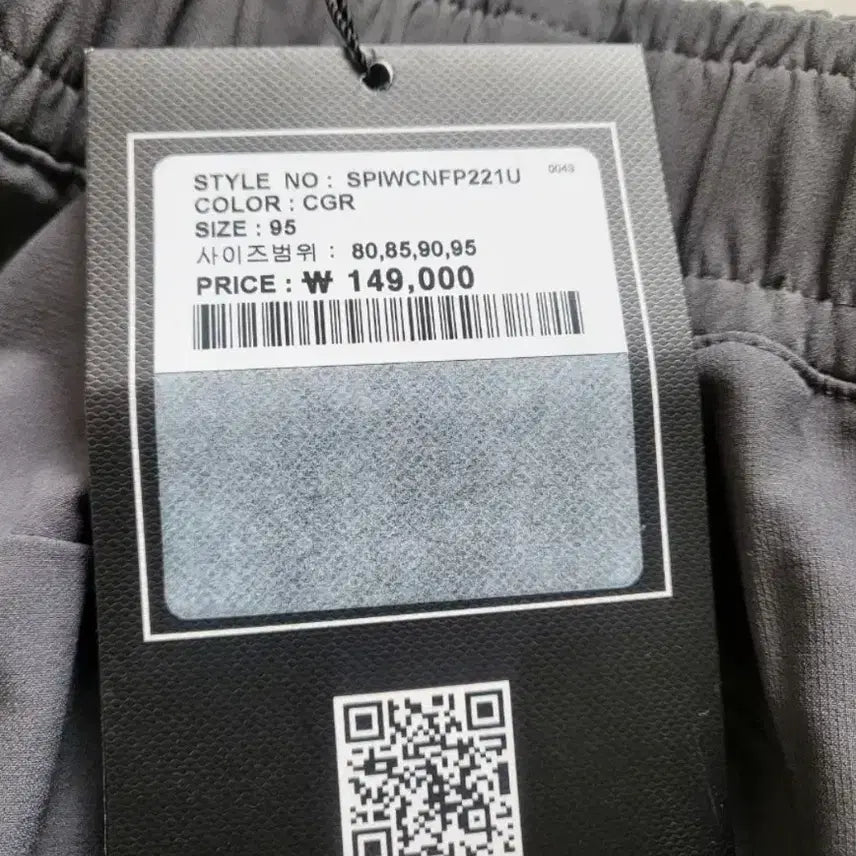 0043
STYLE NO : SPIWCNFP221U
COLOR : CGR
SIZE : 95
사이즈범위 : 80,85,90,95
PRICE : ₩ 149,000